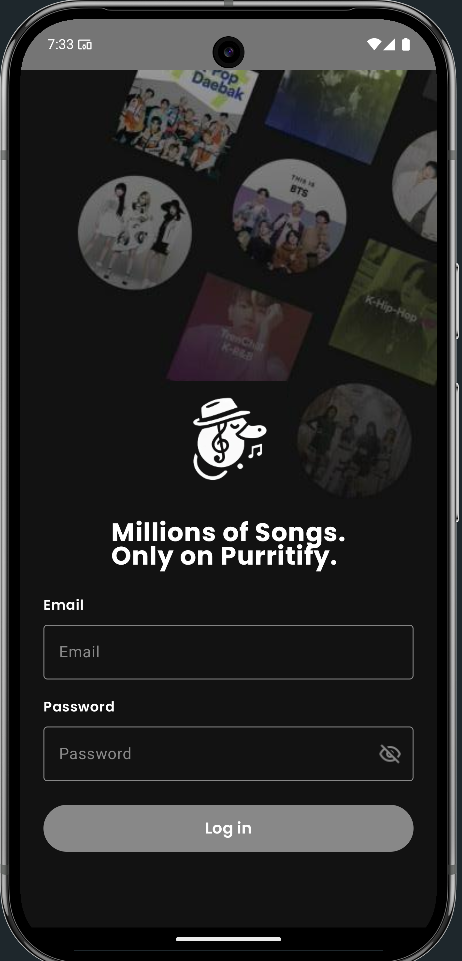 7:33
Pop
Daebak
THIS IS
BTS
K-Hip-Hop
TrenChill
K-R&B
Millions of Songs.
Only on Purritify.
Email
Email
Password
Password
Log in